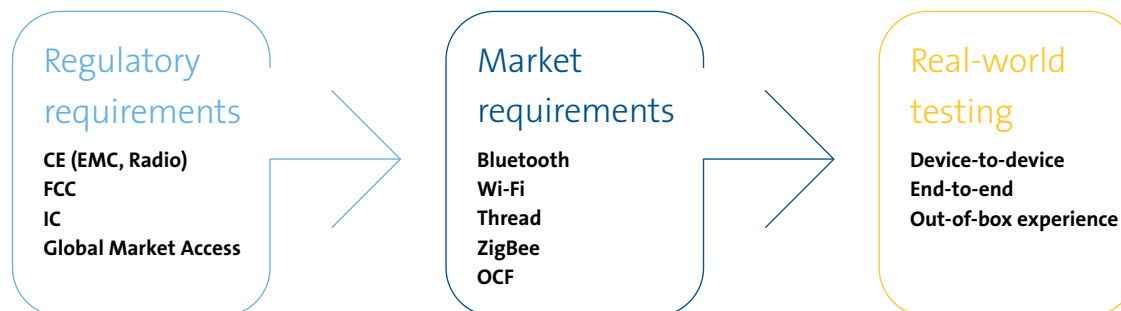 Regulatory
requirements
CE (EMC, Radio)
FCC
IC
Global Market Access
Market
requirements
Bluetooth
Wi-Fi
Thread
ZigBee
OCF
Real-world
testing
Device-to-device
End-to-end
Out-of-box experience